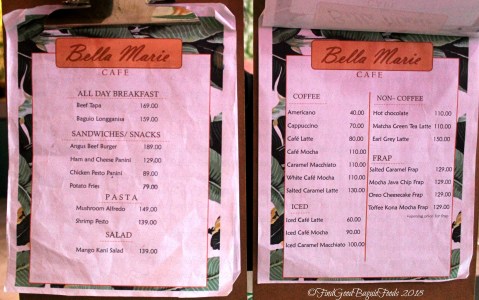 Bella Marie
CAFE
ALL DAY BREAKFAST
Beef Tapa 169.00
Baguio Longganisa 159.00
SANDWICHES/ SNACKS
Angus Beef Burger 189.00
Ham and Cheese Panini 129.00
Chicken Pesto Panini 89.00
Potato Fries 79.00
PASTA
Mushroom Alfredo 149.00
Shrimp Pesto 139.00
SALAD
Mango Kani Salad 139.00
Bella Marie
CAFE
COFFEE
Americano 40.00
Cappuccino 70.00
Café Latte 80.00
Café Mocha 110.00
Caramel Macchiato 110.00
White Café Mocha 110.00
Salted Caramel Latte 130.00
ICED
Iced Café Latte 60.00
Iced Café Mocha 90.00
Iced Caramel Macchiato 100.00
NON- COFFEE
Hot chocolate 110.00
Matcha Green Tea Latte 110.00
Earl Grey Latte 150.00
FRAP
Salted Caramel Frap 129.00
Mocha Java Chip Frap 129.00
Oreo Cheesecake Frap 129.00
Toffee Kona Mocha Frap 129.00
©FindGoodBaguioFoods 2018